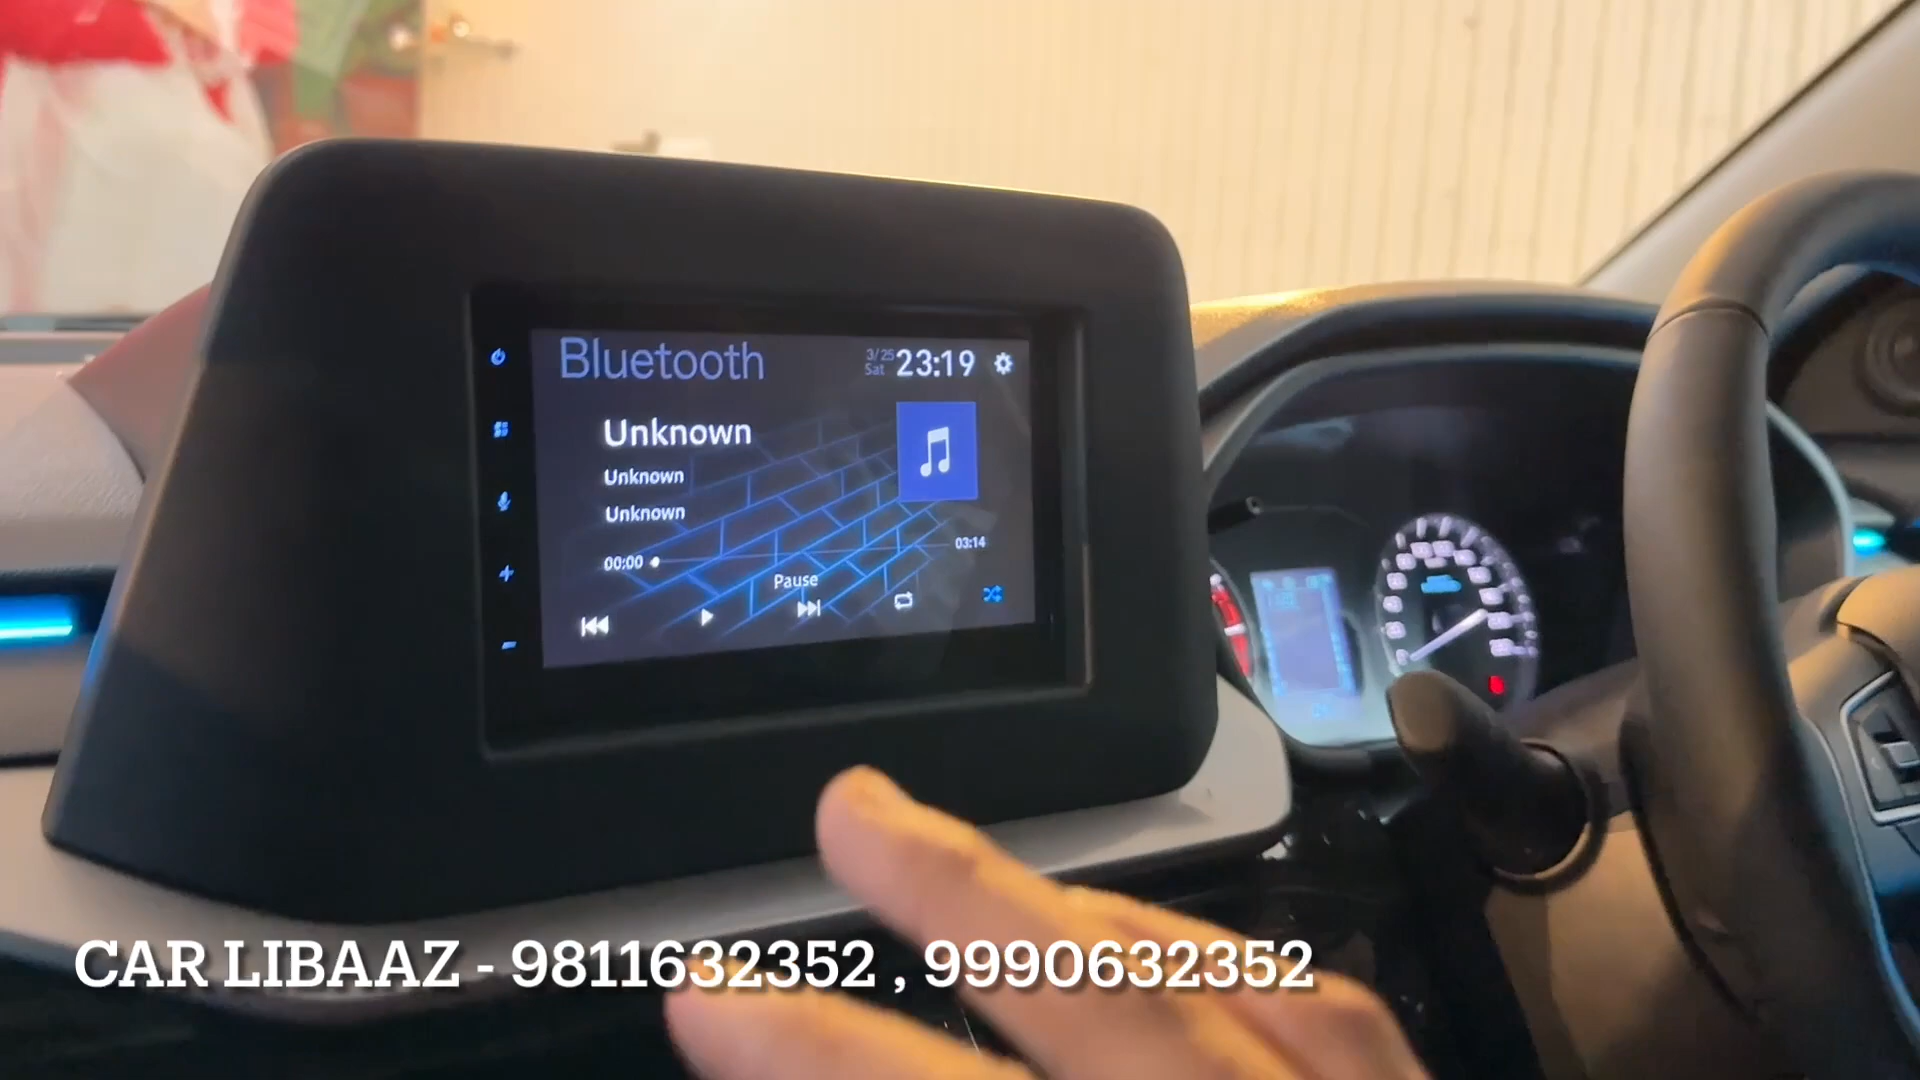 Bluetooth
3/25
Sat
23:19
Unknown
Unknown
Unknown
00:00
03:14
Pause
CAR LIBAAZ - 9811632352 , 9990632352